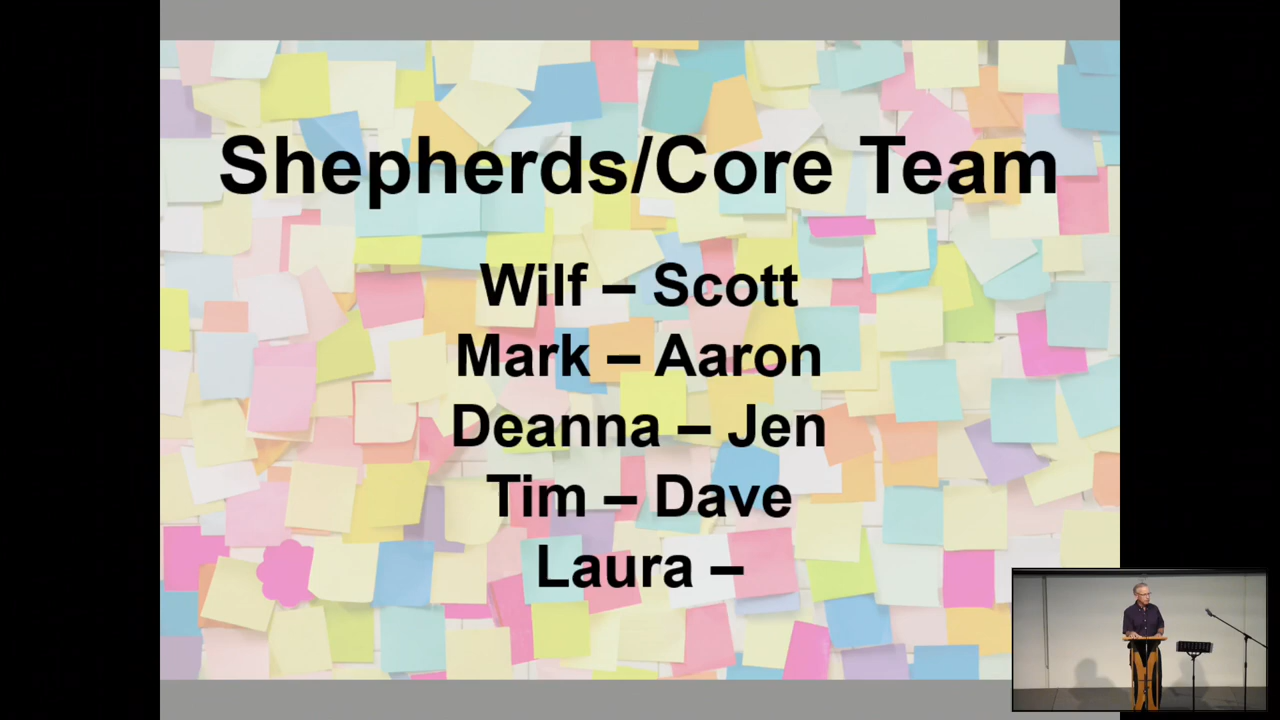 Shepherds/Core Team
Wilf – Scott
Mark – Aaron
Deanna – Jen
Tim – Dave
Laura –